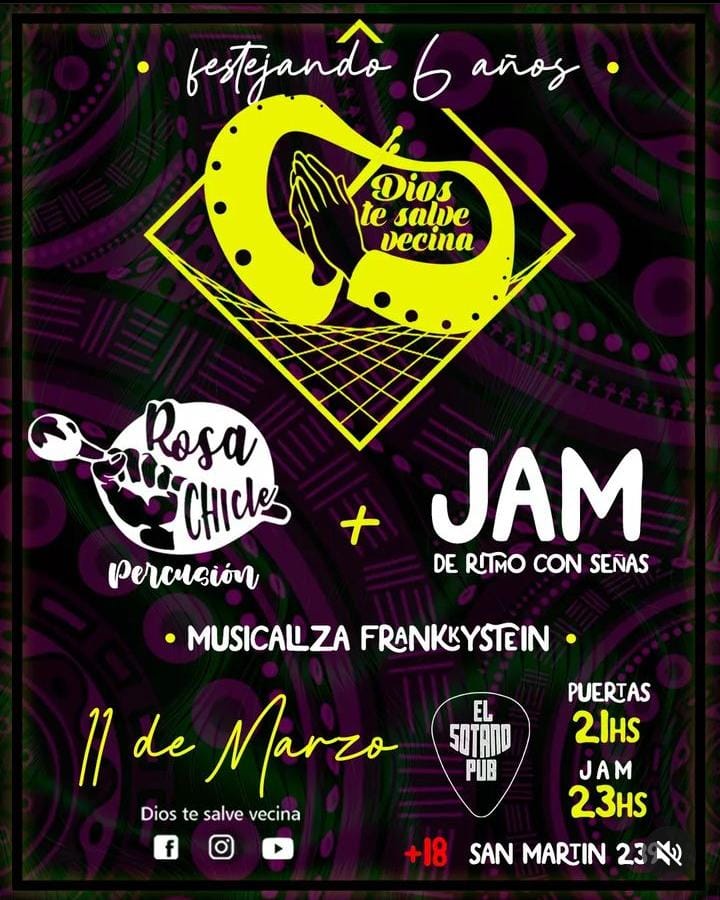 festejando 6 años
Dios
te salve
vecina
Rosa
CHIcle
Percusión
+
JAM
DE RITMO CON SEÑAS
• MUSICALIZA FRANKKYSTEIN •
11 de Marzo
EL
SOTANO
PUB
PUERTAS
21HS
JAM
23HS
Dios te salve vecina
+18 SAN MARTIN